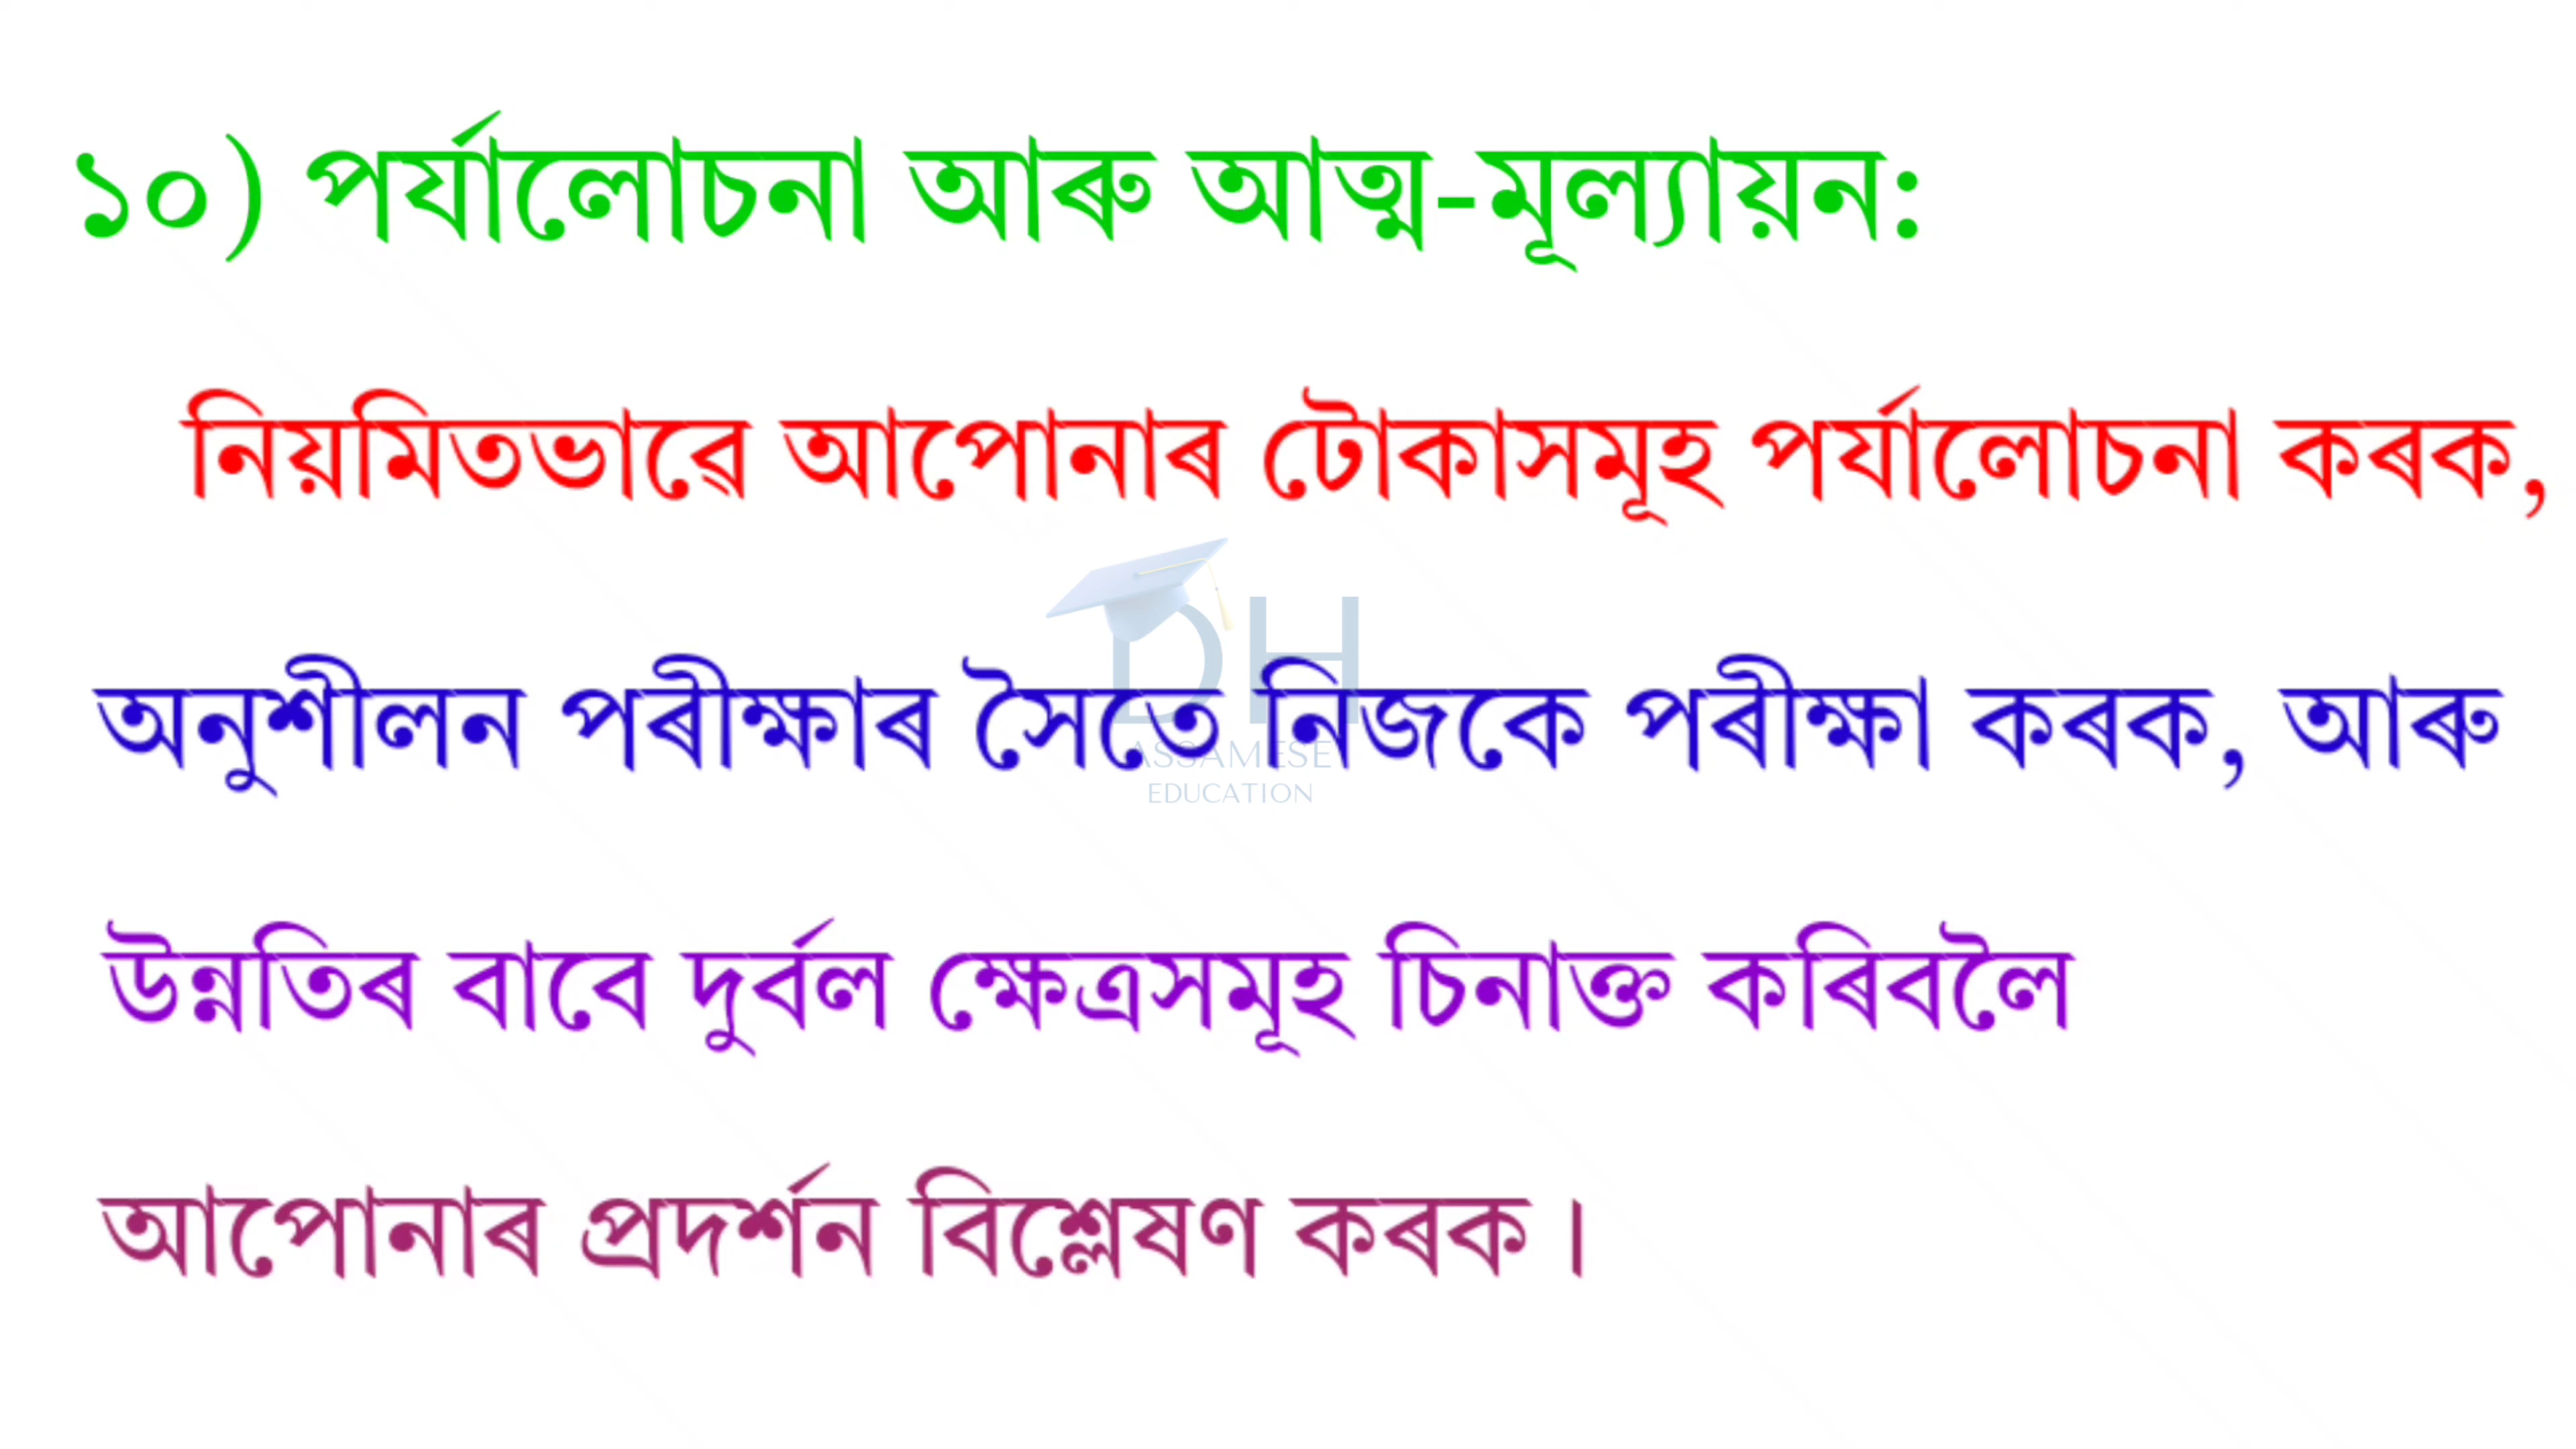 ১০) পৰ্যালোচনা আৰু আত্ম-মূল্যায়ন:
নিয়মিতভাৱে আপোনাৰ টোকাসমূহ পৰ্যালোচনা কৰক,
অনুশীলন পৰীক্ষাৰ সৈতে নিজকে পৰীক্ষা কৰক, আৰু
উন্নতিৰ বাবে দুৰ্বল ক্ষেত্ৰসমূহ চিনাক্ত কৰিবলৈ
আপোনাৰ প্ৰদৰ্শন বিশ্লেষণ কৰক।
DH
ASSAMESE
EDUCATION